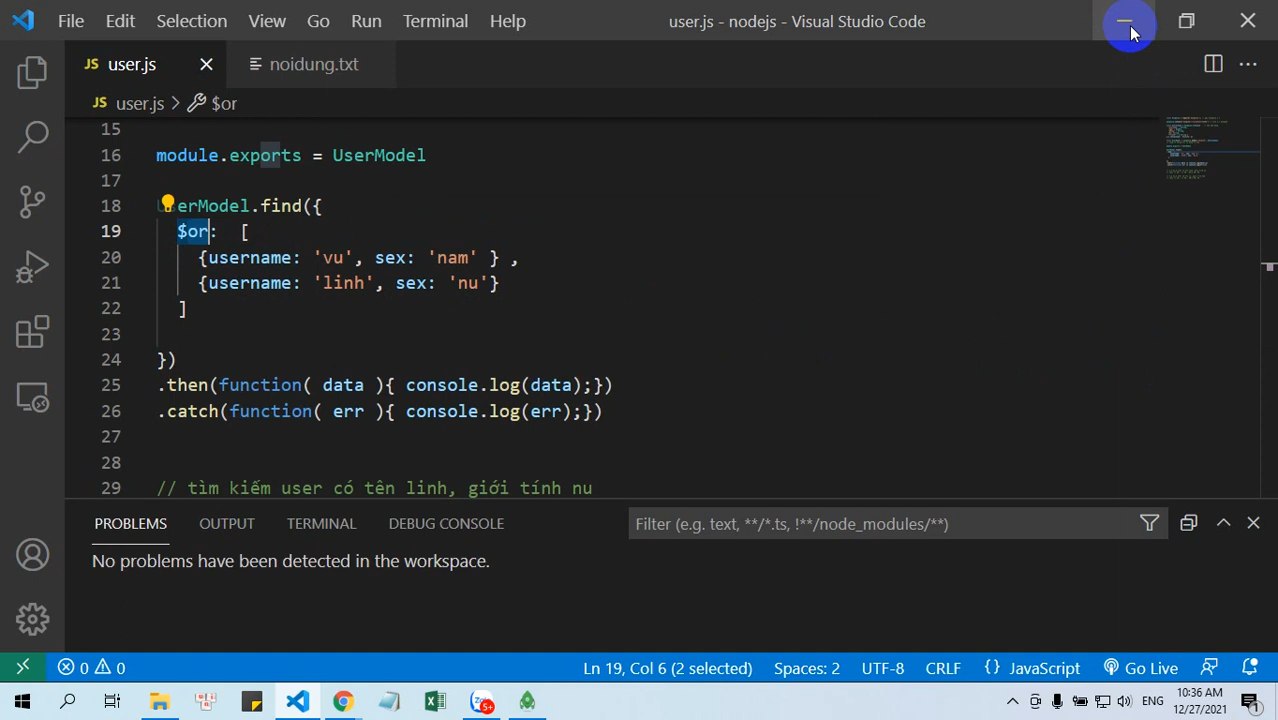 File Edit Selection View Go Run Terminal Help user.js - nodejs - Visual Studio Code
JS user.js noidung.txt
JS user.js > $or
15
16 module.exports = UserModel
17
18 erModel.find({
19 $or: [
20 {username: 'vu', sex: 'nam' } ,
21 {username: 'linh', sex: 'nu'}
22 ]
23
24 })
25 .then(function( data ){ console.log(data);})
26 .catch(function( err ){ console.log(err);})
27
28
29 // tìm kiếm user có tên linh, giới tính nu
PROBLEMS OUTPUT TERMINAL DEBUG CONSOLE Filter (e.g. text, **/*.ts, !**/node_modules/**)
No problems have been detected in the workspace.
0 0 Ln 19, Col 6 (2 selected) Spaces: 2 UTF-8 CRLF {} JavaScript Go Live
5+ ENG 10:36 AM
12/27/2021 1